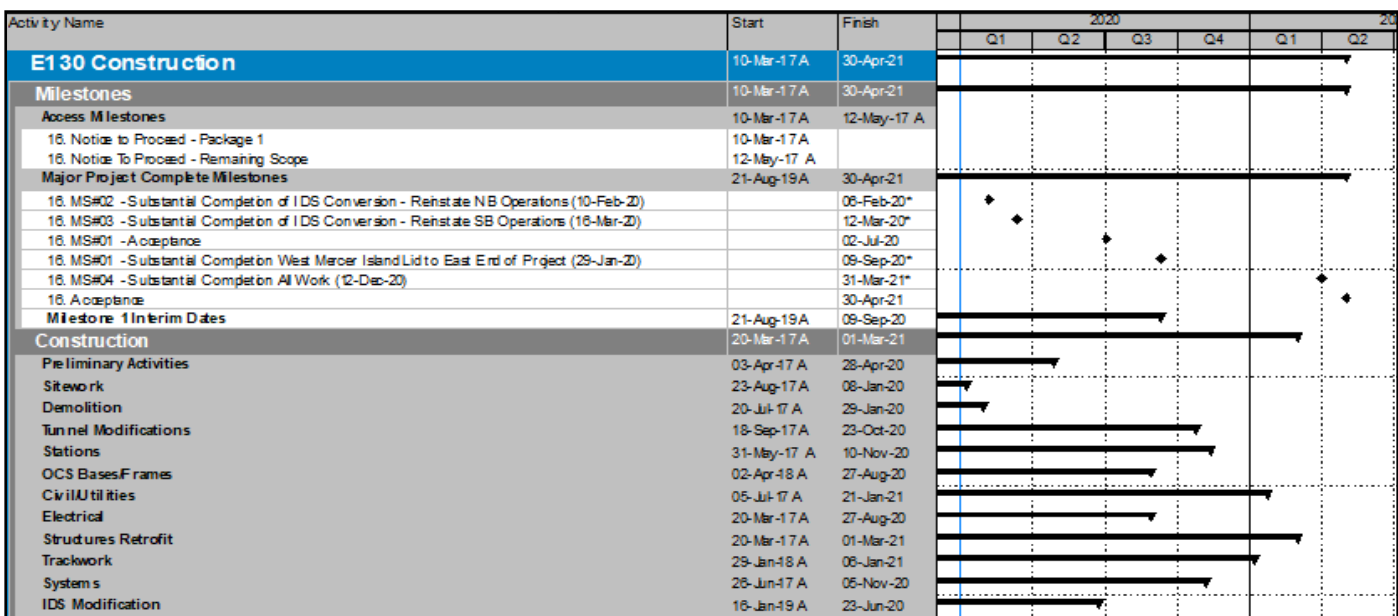 Activity Name Start Finish 2020 20
Q1 Q2 Q3 Q4 Q1 Q2
E130 Construction 10-Mar-17 A 30-Apr-21
Milestones 10-Mar-17 A 30-Apr-21
Access Milestones 10-Mar-17 A 12-May-17 A
16. Notice to Proceed - Package 1 10-Mar-17 A
16. Notice To Proceed - Remaining Scope 12-May-17 A
Major Project Complete Milestones 21-Aug-19 A 30-Apr-21
16. MS#02 - Substantial Completion of IDS Conversion - Reinstate NB Operations (10-Feb-20) 06-Feb-20*
16. MS#03 - Substantial Completion of IDS Conversion - Reinstate SB Operations (16-Mar-20) 12-Mar-20*
16. MS#01 - Acceptance 02-Jul-20
16. MS#01 - Substantial Completion West Mercer Island Lid to East End of Project (29-Jan-20) 09-Sep-20*
16. MS#04 - Substantial Completion All Work (12-Dec-20) 31-Mar-21*
16. Acceptance 30-Apr-21
Milestone 1 Interim Dates 21-Aug-19 A 09-Sep-20
Construction 20-Mar-17 A 01-Mar-21
Preliminary Activities 03-Apr-17 A 28-Apr-20
Sitework 23-Aug-17 A 08-Jan-20
Demolition 20-Jul-17 A 29-Jan-20
Tunnel Modifications 18-Sep-17 A 23-Oct-20
Stations 31-May-17 A 10-Nov-20
OCS Bases/Frames 02-Apr-18 A 27-Aug-20
Civil/Utilities 05-Jul-17 A 21-Jan-21
Electrical 20-Mar-17 A 27-Aug-20
Structures Retrofit 20-Mar-17 A 01-Mar-21
Trackwork 29-Jan-18 A 06-Jan-21
Systems 26-Jun-17 A 05-Nov-20
IDS Modification 16-Jan-19 A 23-Jun-20